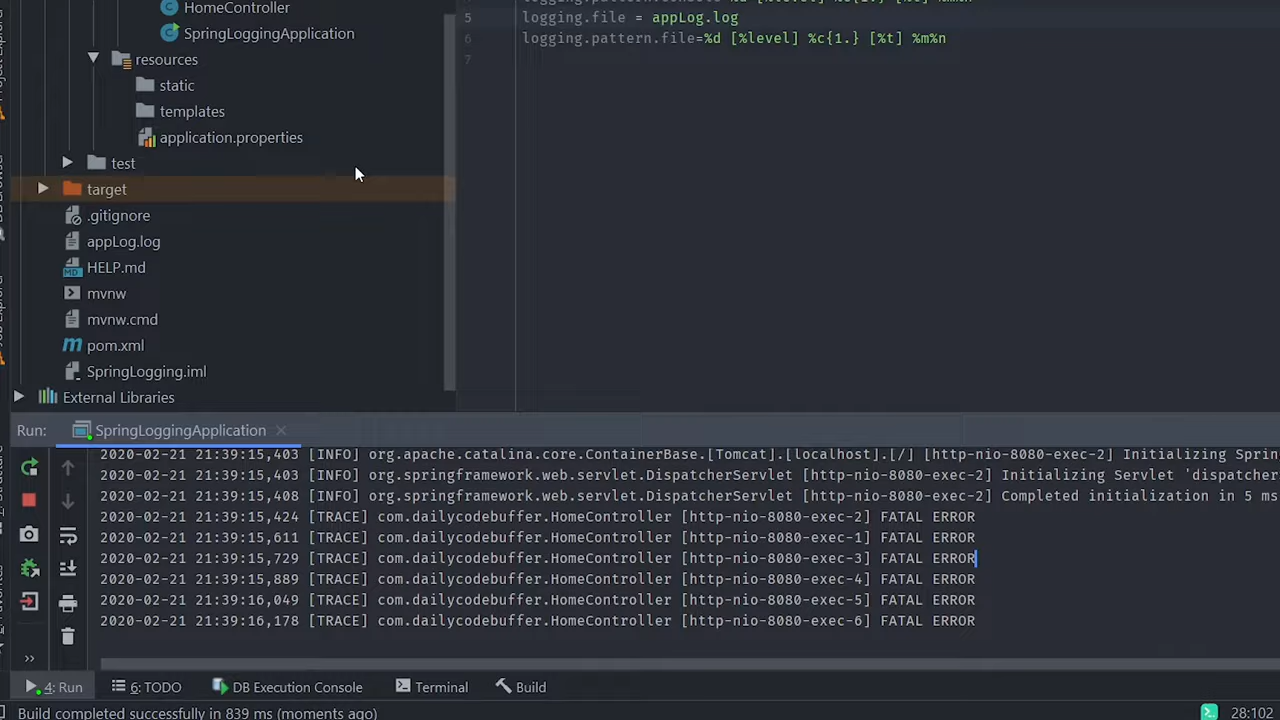 HomeController
SpringLoggingApplication
resources
static
templates
application.properties
test
target
.gitignore
appLog.log
HELP.md
mvnw
mvnw.cmd
pom.xml
SpringLogging.iml
External Libraries
5 logging.file = appLog.log
6 logging.pattern.file=%d [%level] %c{1.} [%t] %m%n
7
Run: SpringLoggingApplication
2020-02-21 21:39:15,403 [INFO] org.apache.catalina.core.ContainerBase.[Tomcat].[localhost].[/] [http-nio-8080-exec-2] Initializing Sprin
2020-02-21 21:39:15,403 [INFO] org.springframework.web.servlet.DispatcherServlet [http-nio-8080-exec-2] Initializing Servlet 'dispatche
2020-02-21 21:39:15,408 [INFO] org.springframework.web.servlet.DispatcherServlet [http-nio-8080-exec-2] Completed initialization in 5 ms
2020-02-21 21:39:15,424 [TRACE] com.dailycodebuffer.HomeController [http-nio-8080-exec-2] FATAL ERROR
2020-02-21 21:39:15,611 [TRACE] com.dailycodebuffer.HomeController [http-nio-8080-exec-1] FATAL ERROR
2020-02-21 21:39:15,729 [TRACE] com.dailycodebuffer.HomeController [http-nio-8080-exec-3] FATAL ERROR
2020-02-21 21:39:15,889 [TRACE] com.dailycodebuffer.HomeController [http-nio-8080-exec-4] FATAL ERROR
2020-02-21 21:39:16,049 [TRACE] com.dailycodebuffer.HomeController [http-nio-8080-exec-5] FATAL ERROR
2020-02-21 21:39:16,178 [TRACE] com.dailycodebuffer.HomeController [http-nio-8080-exec-6] FATAL ERROR
4: Run 6: TODO DB Execution Console Terminal Build
Build completed successfully in 839 ms (moments ago) 28:102